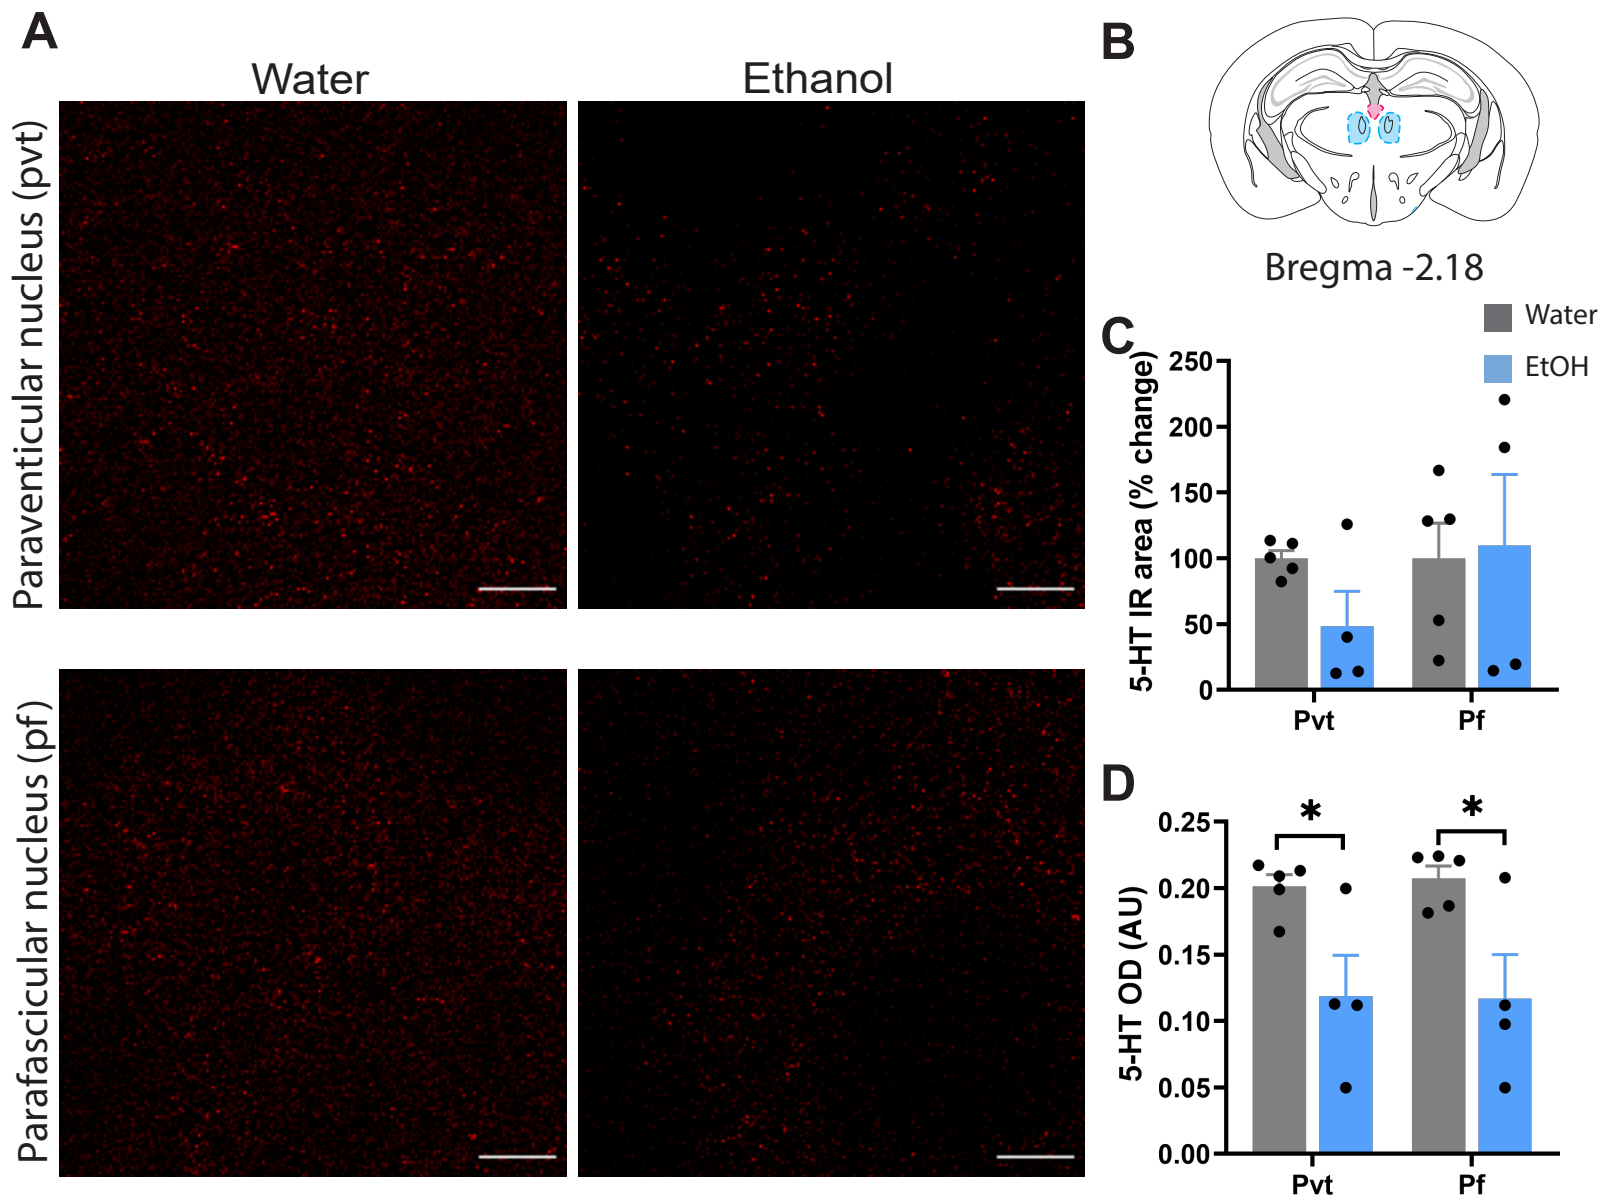 A
Water
Ethanol
Paraventicular nucleus (pvt)
Parafascicular nucleus (pf)
B
Bregma -2.18
Water
EtOH
C
5-HT IR area (% change)
250
200
150
100
50
0
Pvt
Pf
D
5-HT OD (AU)
0.25
0.20
0.15
0.10
0.05
0.00
*
*
Pvt
Pf